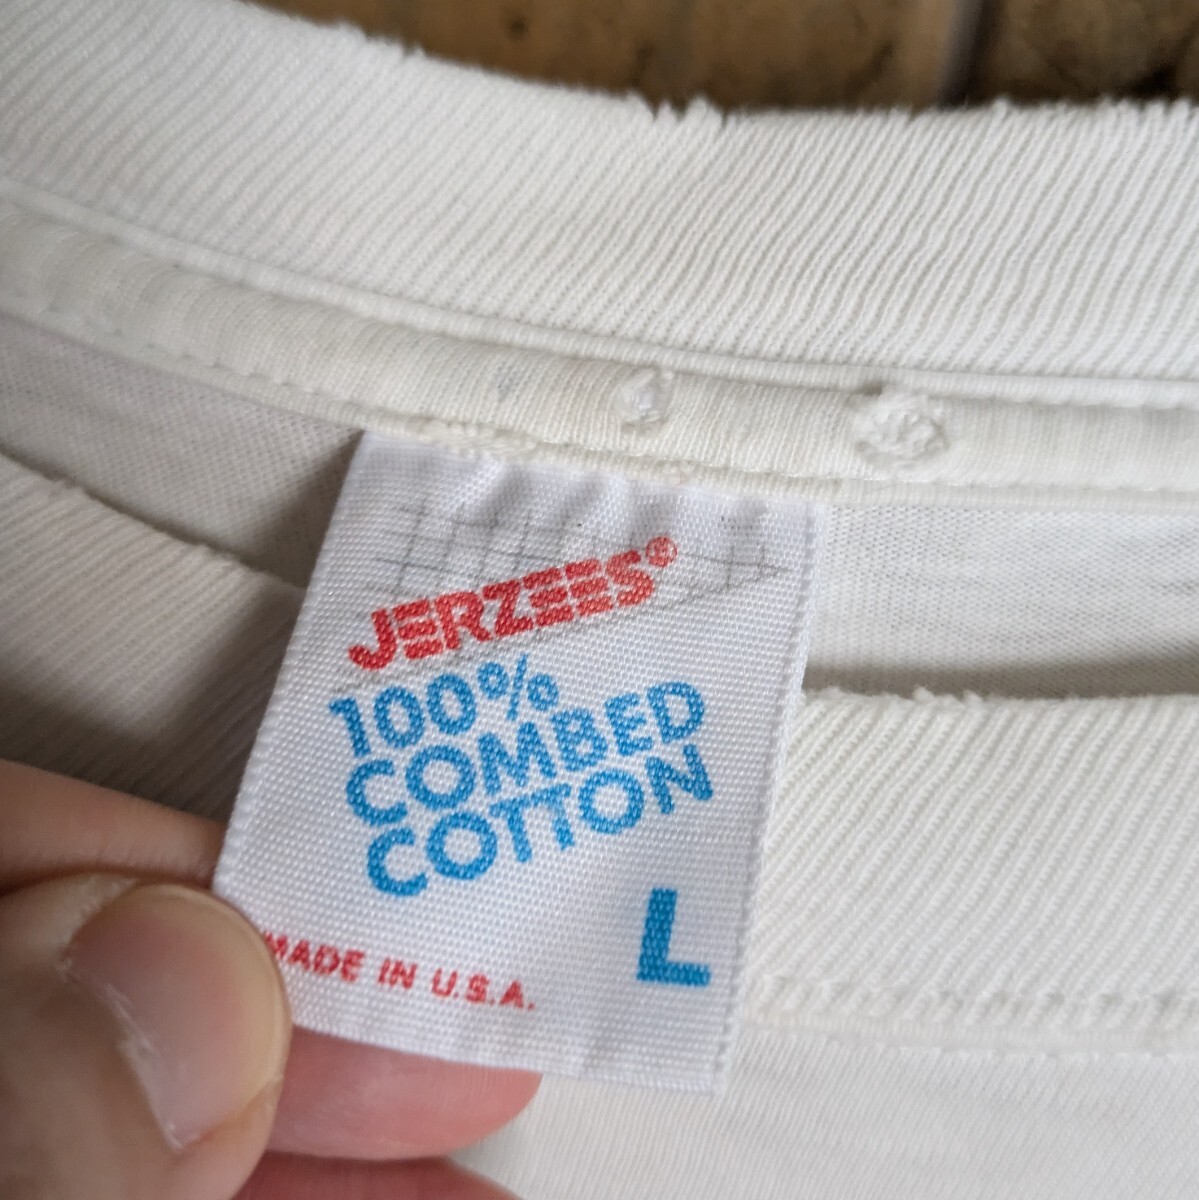 JERZEES®
100%
COMBED
COTTON
L
MADE IN U.S.A.